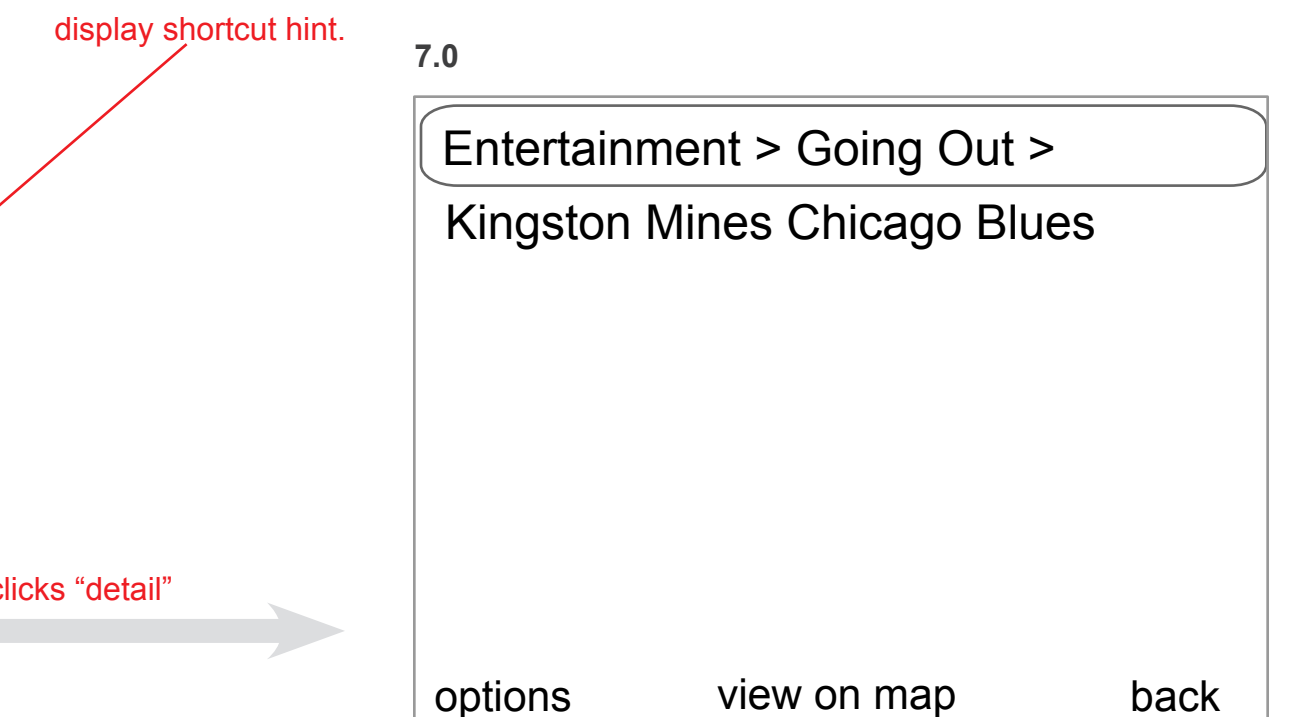 display shortcut hint.
7.0
Entertainment > Going Out >
Kingston Mines Chicago Blues
clicks “detail”
options view on map back